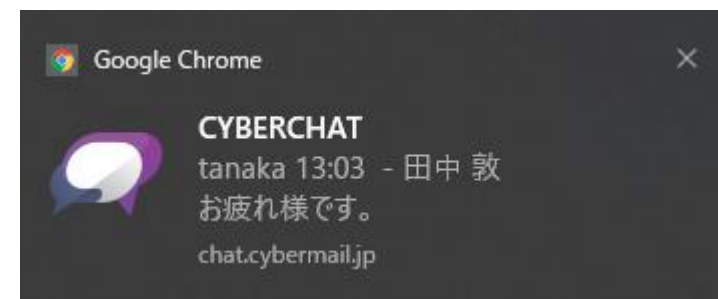 Google Chrome
CYBERCHAT
tanaka 13:03 - 田中 敦
お疲れ様です。
chat.cybermail.jp